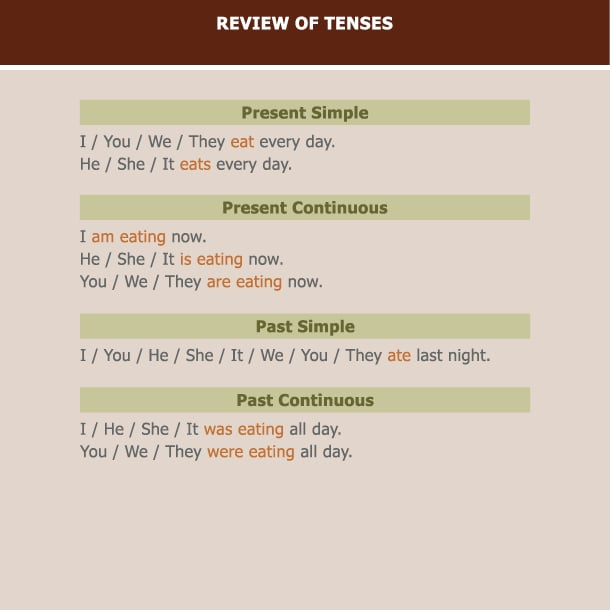 REVIEW OF TENSES
Present Simple
I / You / We / They eat every day.
He / She / It eats every day.
Present Continuous
I am eating now.
He / She / It is eating now.
You / We / They are eating now.
Past Simple
I / You / He / She / It / We / You / They ate last night.
Past Continuous
I / He / She / It was eating all day.
You / We / They were eating all day.